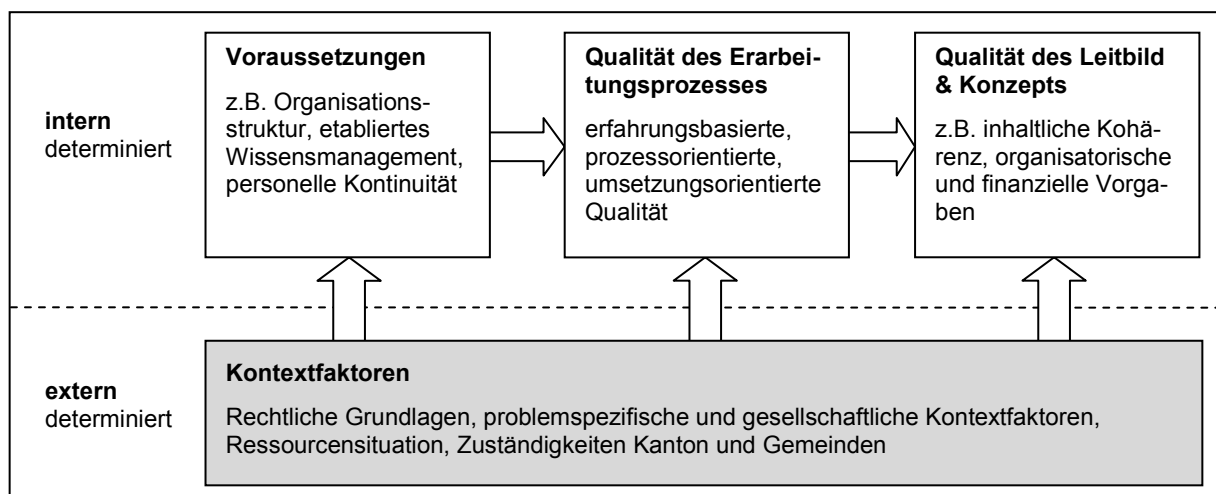 intern
determiniert
Voraussetzungen
z.B. Organisations-
struktur, etabliertes
Wissensmanagement,
personelle Kontinuität
Qualität des Erarbei-
tungsprozesses
erfahrungsbasierte,
prozessorientierte,
umsetzungsorientierte
Qualität
Qualität des Leitbild
& Konzepts
z.B. inhaltliche Kohä-
renz, organisatorische
und finanzielle Vorga-
ben
extern
determiniert
Kontextfaktoren
Rechtliche Grundlagen, problemspezifische und gesellschaftliche Kontextfaktoren,
Ressourcensituation, Zuständigkeiten Kanton und Gemeinden